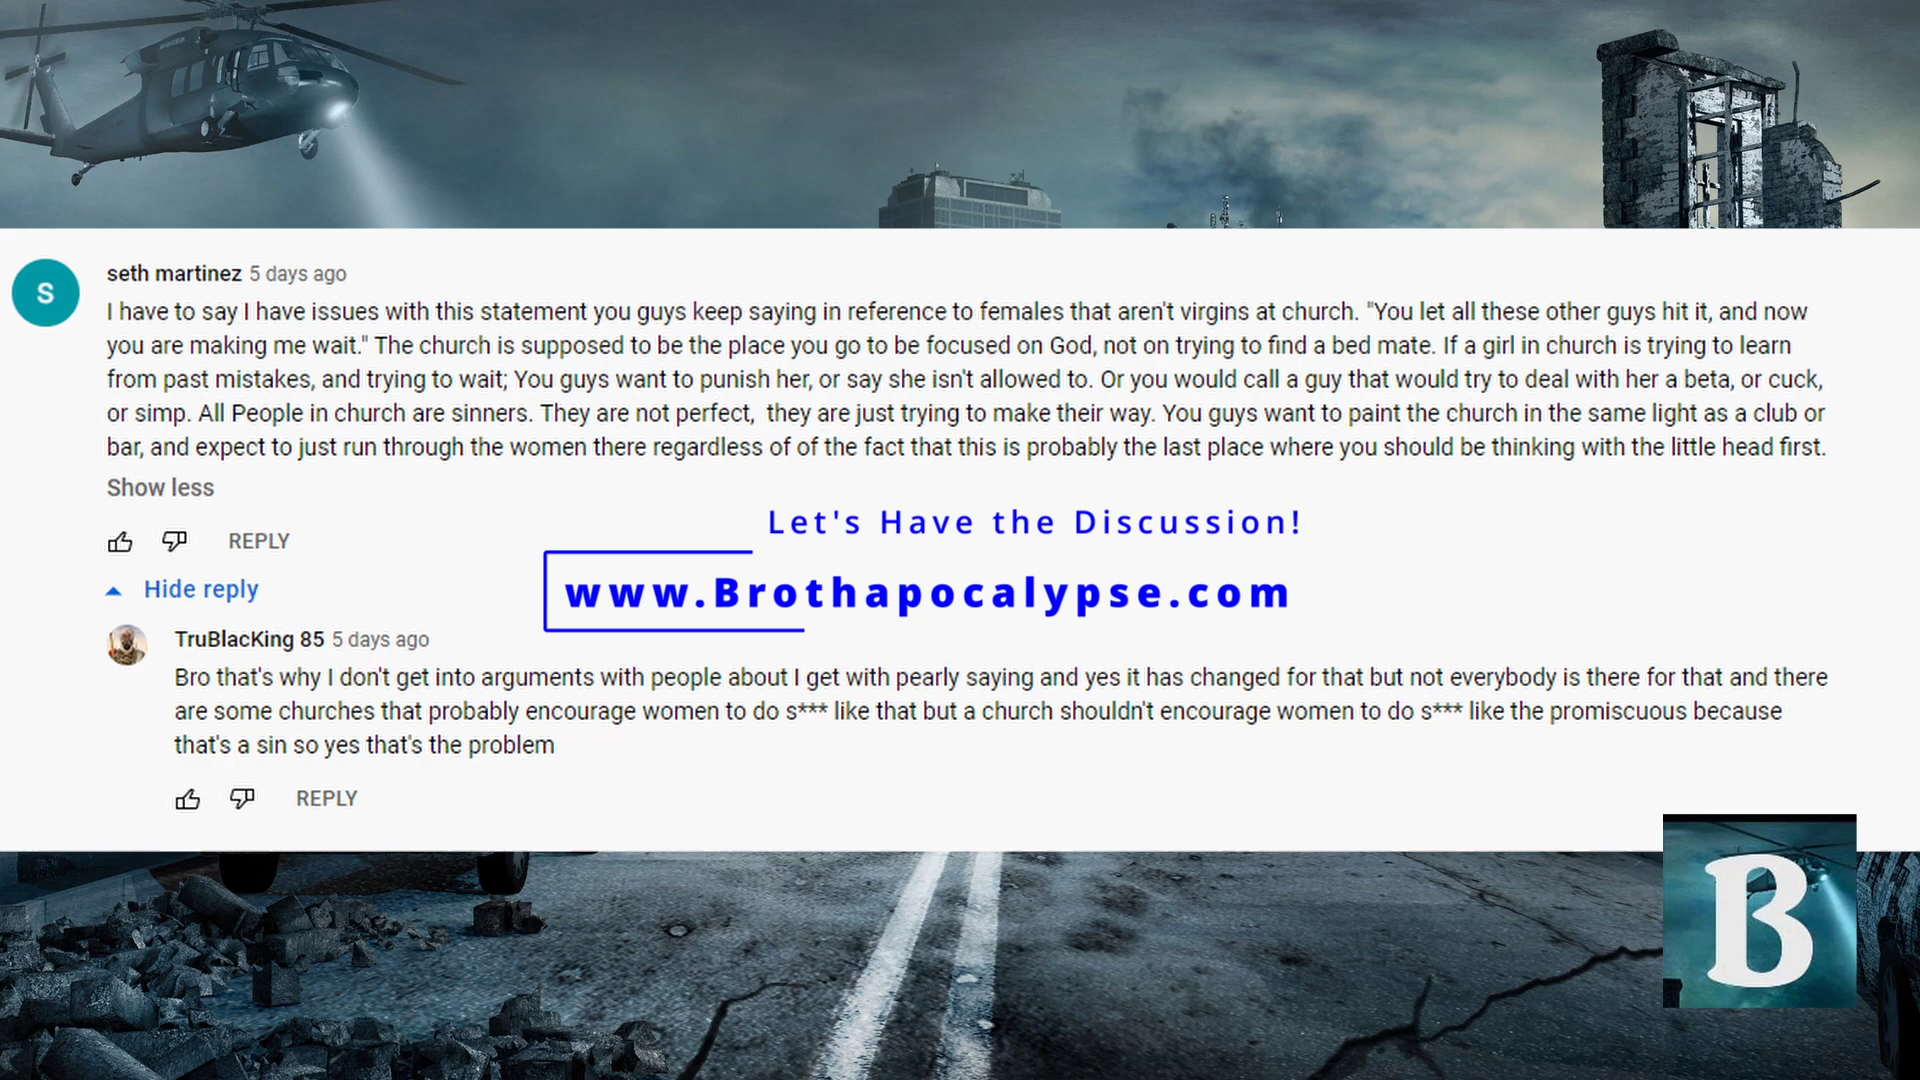 S
seth martinez 5 days ago
I have to say I have issues with this statement you guys keep saying in reference to females that aren't virgins at church. "You let all these other guys hit it, and now
you are making me wait." The church is supposed to be the place you go to be focused on God, not on trying to find a bed mate. If a girl in church is trying to learn
from past mistakes, and trying to wait; You guys want to punish her, or say she isn't allowed to. Or you would call a guy that would try to deal with her a beta, or cuck,
or simp. All People in church are sinners. They are not perfect, they are just trying to make their way. You guys want to paint the church in the same light as a club or
bar, and expect to just run through the women there regardless of of the fact that this is probably the last place where you should be thinking with the little head first.
Show less
Let's Have the Discussion!
REPLY
Hide reply
www.Brothapocalypse.com
TruBlacKing 85 5 days ago
Bro that's why I don't get into arguments with people about I get with pearly saying and yes it has changed for that but not everybody is there for that and there
are some churches that probably encourage women to do s*** like that but a church shouldn't encourage women to do s*** like the promiscuous because
that's a sin so yes that's the problem
REPLY
B